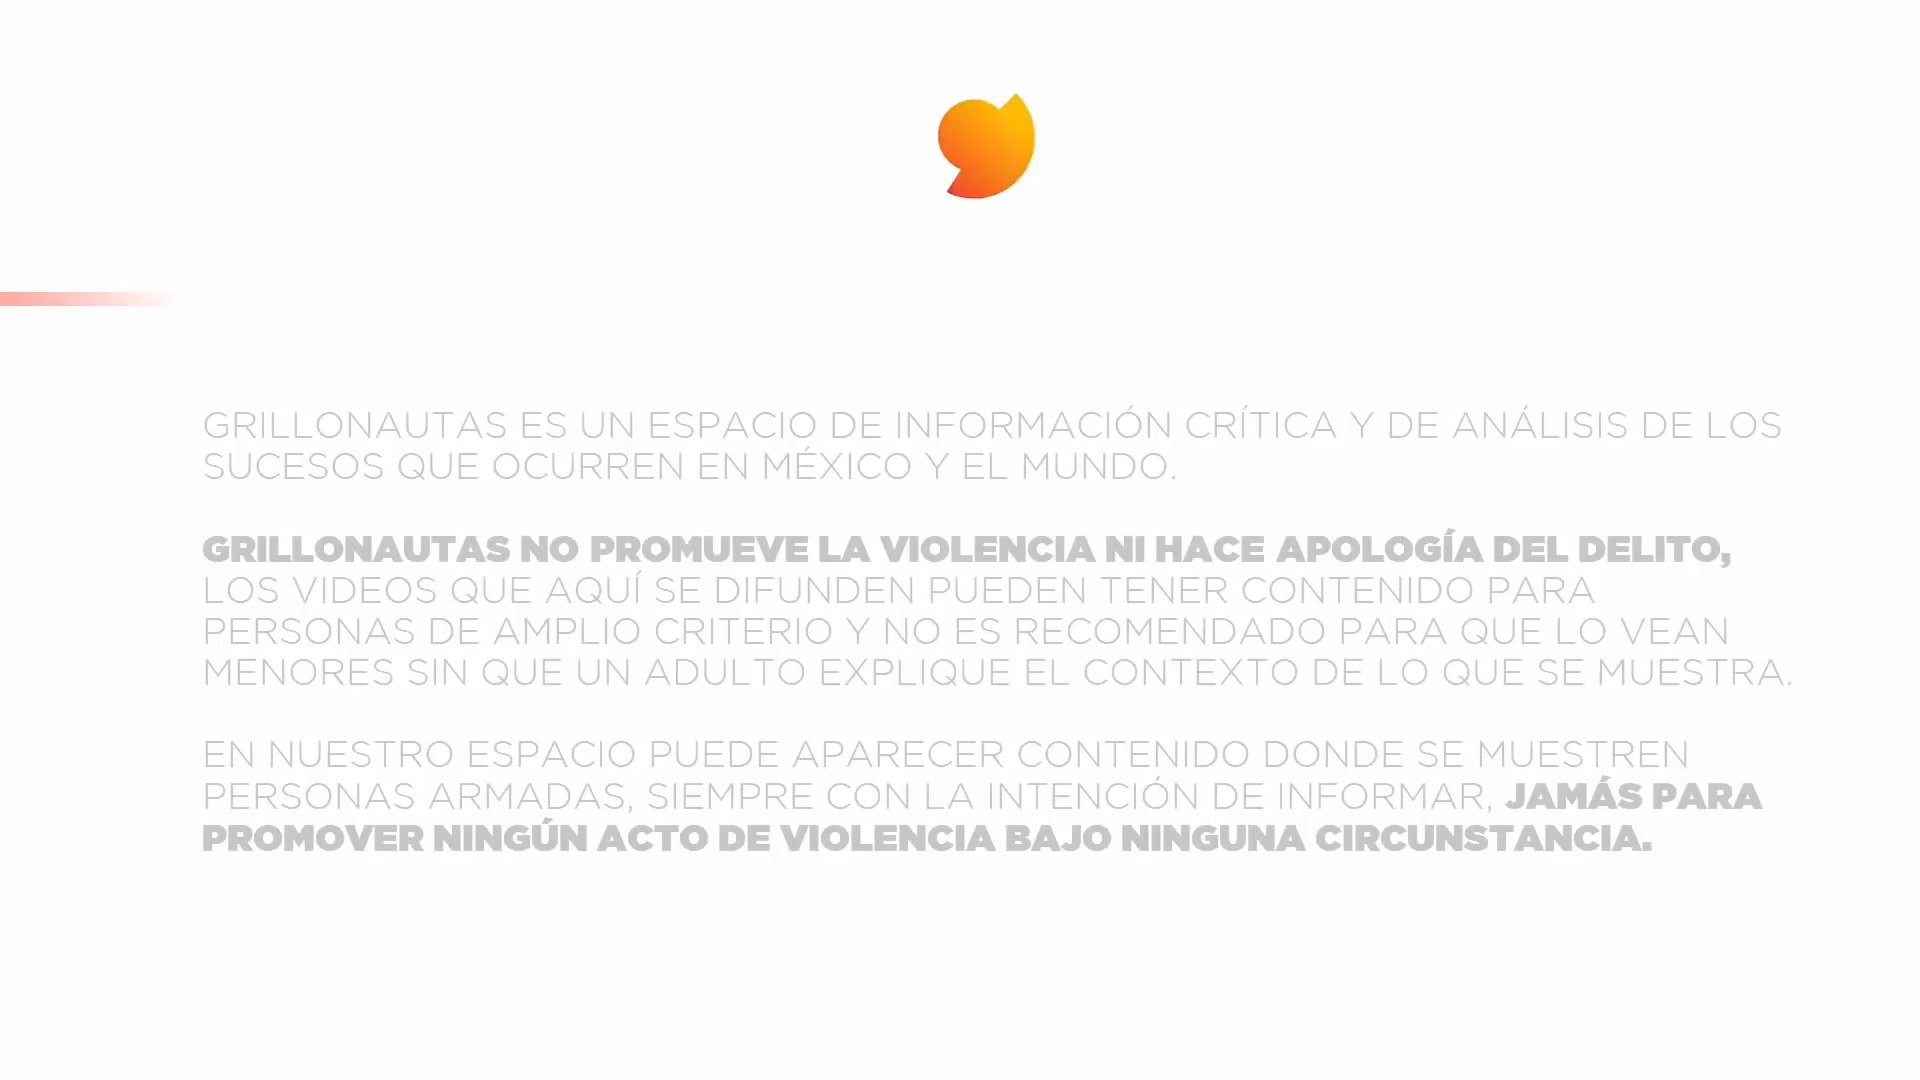 GRILLONAUTAS ES UN ESPACIO DE INFORMACIÓN CRÍTICA Y DE ANÁLISIS DE LOS
SUCESOS QUE OCURREN EN MÉXICO Y EL MUNDO.
GRILLONAUTAS NO PROMUEVE LA VIOLENCIA NI HACE APOLOGÍA DEL DELITO,
LOS VIDEOS QUE AQUÍ SE DIFUNDEN PUEDEN TENER CONTENIDO PARA
PERSONAS DE AMPLIO CRITERIO Y NO ES RECOMENDADO PARA QUE LO VEAN
MENORES SIN QUE UN ADULTO EXPLIQUE EL CONTEXTO DE LO QUE SE MUESTRA.
EN NUESTRO ESPACIO PUEDE APARECER CONTENIDO DONDE SE MUESTREN
PERSONAS ARMADAS, SIEMPRE CON LA INTENCIÓN DE INFORMAR, JAMÁS PARA
PROMOVER NINGÚN ACTO DE VIOLENCIA BAJO NINGUNA CIRCUNSTANCIA.